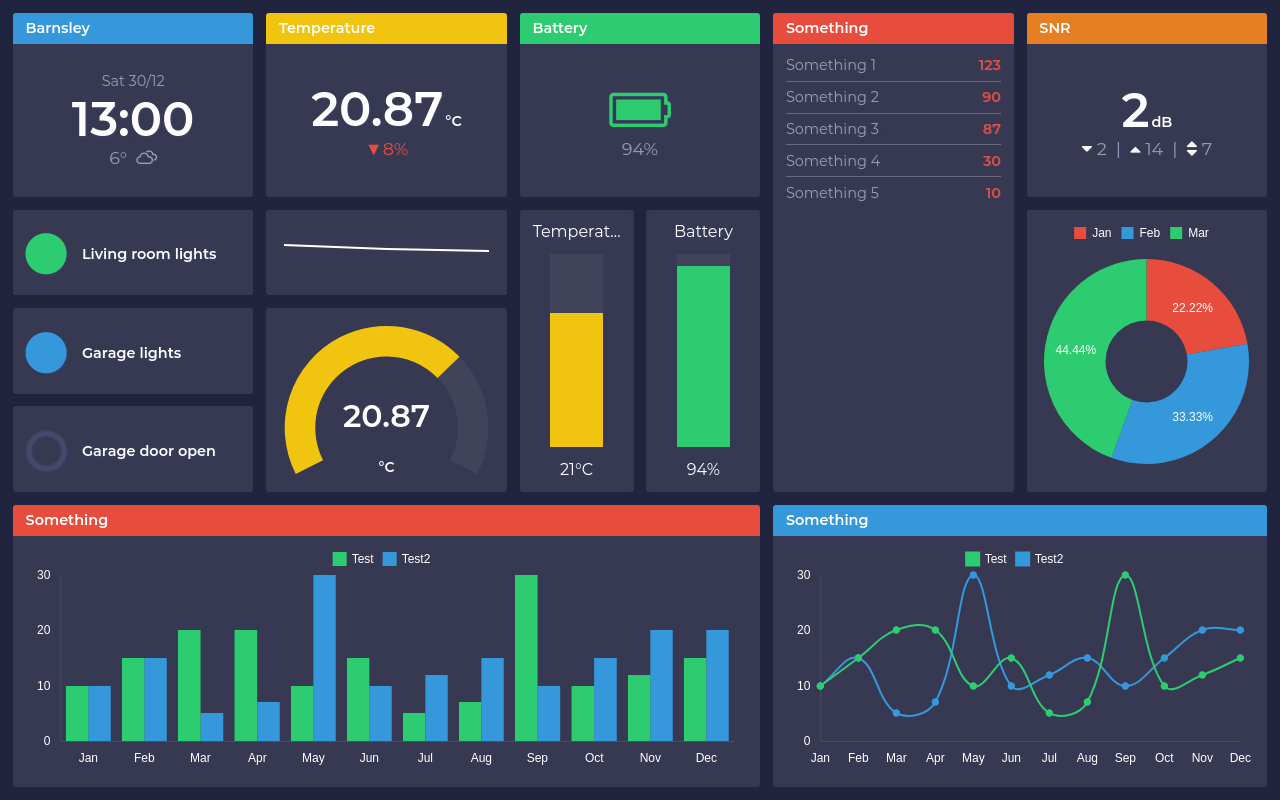 Barnsley
Sat 30/12
13:00
6°
Temperature
20.87 °C
▼8%
Battery
94%
Something
Something 1 123
Something 2 90
Something 3 87
Something 4 30
Something 5 10
SNR
2 dB
2 | 14 | 7
Living room lights
Garage lights
Garage door open
20.87
°C
Temperat...
21°C
Battery
94%
Jan Feb Mar
22.22%
44.44%
33.33%
Something
Test Test2
30
20
10
0
Jan Feb Mar Apr May Jun Jul Aug Sep Oct Nov Dec
Something
Test Test2
30
20
10
0
Jan Feb Mar Apr May Jun Jul Aug Sep Oct Nov Dec